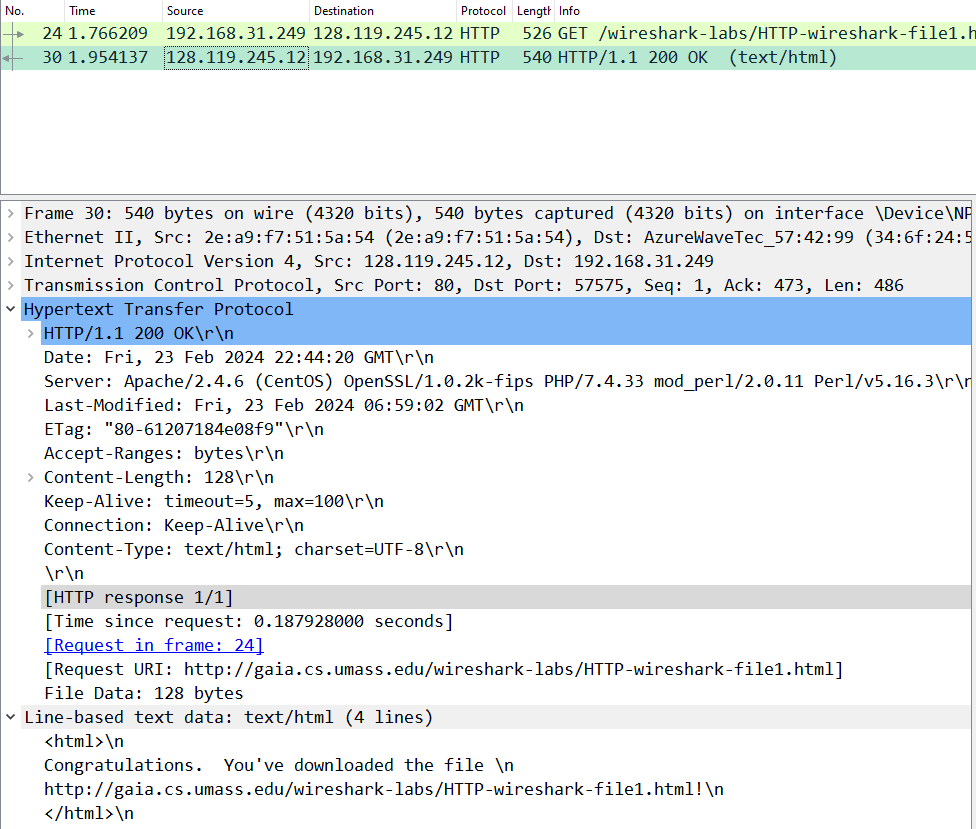 No. Time Source Destination Protocol Length Info
24 1.766209 192.168.31.249 128.119.245.12 HTTP 526 GET /wireshark-labs/HTTP-wireshark-file1.h
30 1.954137 128.119.245.12 192.168.31.249 HTTP 540 HTTP/1.1 200 OK  (text/html)
Frame 30: 540 bytes on wire (4320 bits), 540 bytes captured (4320 bits) on interface \Device\NP
Ethernet II, Src: 2e:a9:f7:51:5a:54 (2e:a9:f7:51:5a:54), Dst: AzureWaveTec_57:42:99 (34:6f:24:5
Internet Protocol Version 4, Src: 128.119.245.12, Dst: 192.168.31.249
Transmission Control Protocol, Src Port: 80, Dst Port: 57575, Seq: 1, Ack: 473, Len: 486
Hypertext Transfer Protocol
HTTP/1.1 200 OK\r\n
Date: Fri, 23 Feb 2024 22:44:20 GMT\r\n
Server: Apache/2.4.6 (CentOS) OpenSSL/1.0.2k-fips PHP/7.4.33 mod_perl/2.0.11 Perl/v5.16.3\r\n
Last-Modified: Fri, 23 Feb 2024 06:59:02 GMT\r\n
ETag: "80-61207184e08f9"\r\n
Accept-Ranges: bytes\r\n
Content-Length: 128\r\n
Keep-Alive: timeout=5, max=100\r\n
Connection: Keep-Alive\r\n
Content-Type: text/html; charset=UTF-8\r\n
\r\n
[HTTP response 1/1]
[Time since request: 0.187928000 seconds]
[Request in frame: 24]
[Request URI: http://gaia.cs.umass.edu/wireshark-labs/HTTP-wireshark-file1.html]
File Data: 128 bytes
Line-based text data: text/html (4 lines)
<html>\n
Congratulations.  You've downloaded the file \n
http://gaia.cs.umass.edu/wireshark-labs/HTTP-wireshark-file1.html!\n
</html>\n